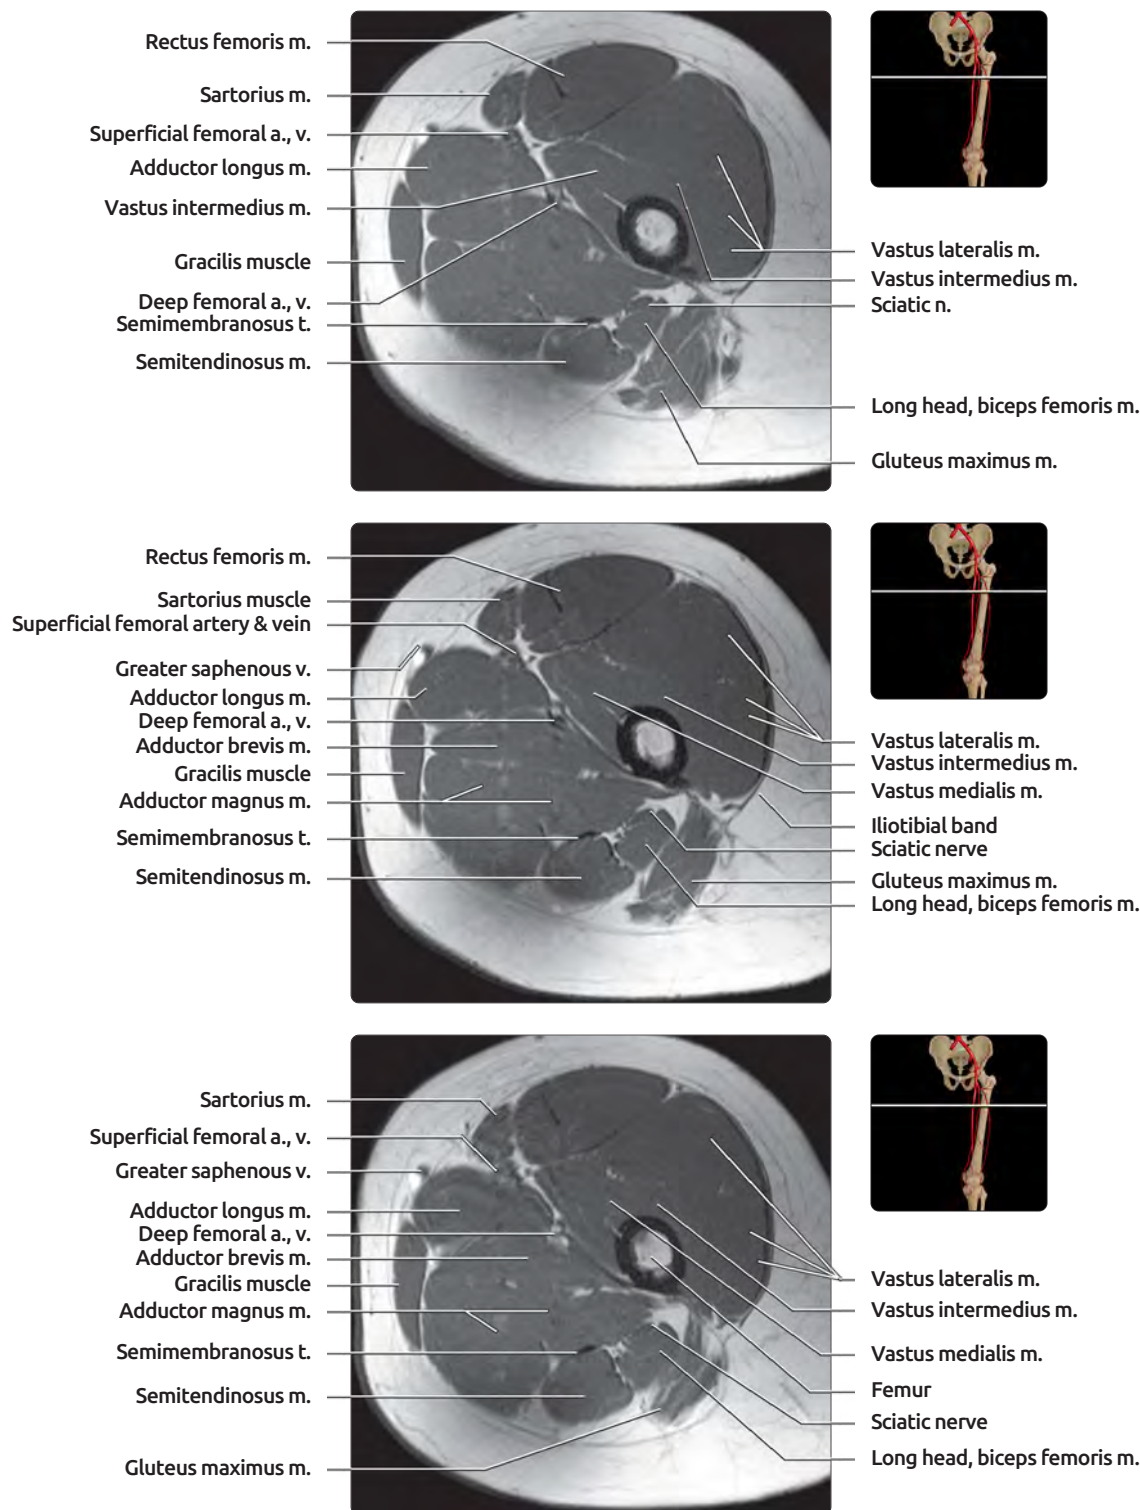 Rectus femoris m.
Sartorius m.
Superficial femoral a., v.
Adductor longus m.
Vastus intermedius m.
Gracilis muscle
Deep femoral a., v.
Semimembranosus t.
Semitendinosus m.
Vastus lateralis m.
Vastus intermedius m.
Sciatic n.
Long head, biceps femoris m.
Gluteus maximus m.
Rectus femoris m.
Sartorius muscle
Superficial femoral artery & vein
Greater saphenous v.
Adductor longus m.
Deep femoral a., v.
Adductor brevis m.
Gracilis muscle
Adductor magnus m.
Semimembranosus t.
Semitendinosus m.
Vastus lateralis m.
Vastus intermedius m.
Vastus medialis m.
Iliotibial band
Sciatic nerve
Gluteus maximus m.
Long head, biceps femoris m.
Sartorius m.
Superficial femoral a., v.
Greater saphenous v.
Adductor longus m.
Deep femoral a., v.
Adductor brevis m.
Gracilis muscle
Adductor magnus m.
Semimembranosus t.
Semitendinosus m.
Gluteus maximus m.
Vastus lateralis m.
Vastus intermedius m.
Vastus medialis m.
Femur
Sciatic nerve
Long head, biceps femoris m.